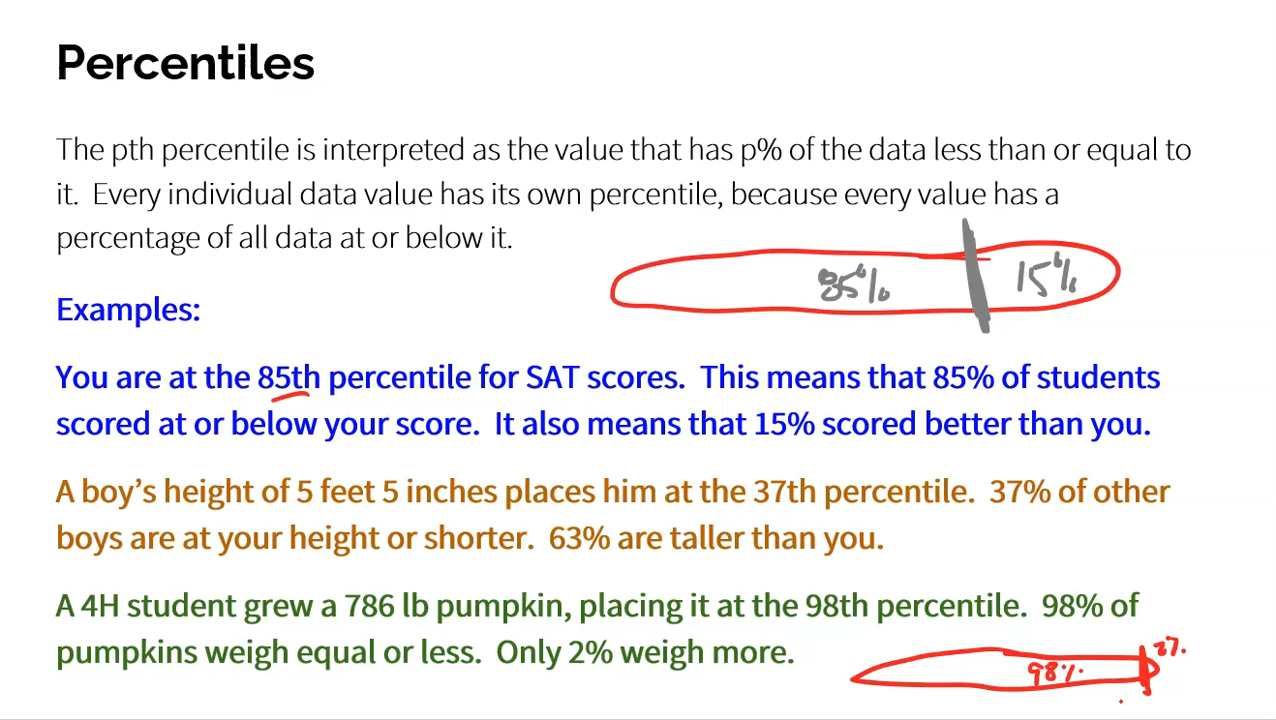 Percentiles
The pth percentile is interpreted as the value that has p% of the data less than or equal to
it.  Every individual data value has its own percentile, because every value has a
percentage of all data at or below it.
85% 15%
Examples:
You are at the 85th percentile for SAT scores.  This means that 85% of students
scored at or below your score.  It also means that 15% scored better than you.
A boy’s height of 5 feet 5 inches places him at the 37th percentile.  37% of other
boys are at your height or shorter.  63% are taller than you.
A 4H student grew a 786 lb pumpkin, placing it at the 98th percentile.  98% of
pumpkins weigh equal or less.  Only 2% weigh more.
2%
98%